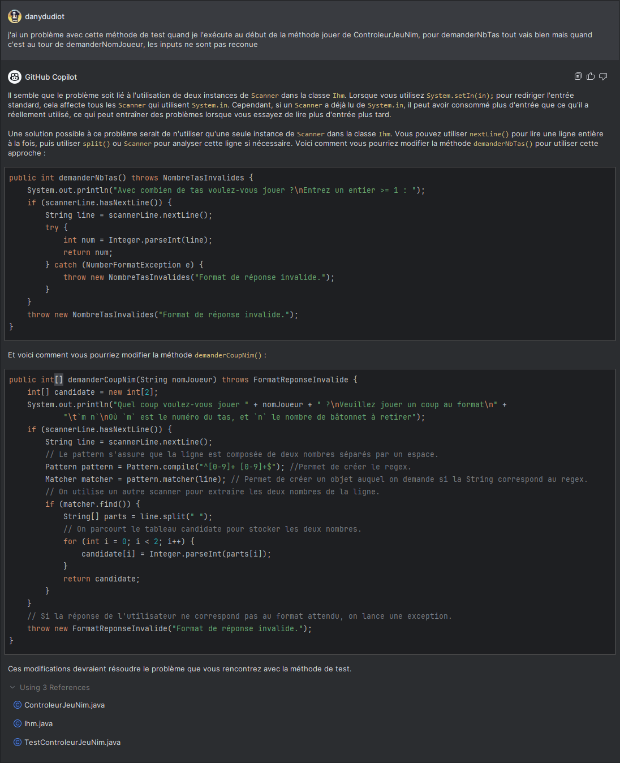 danydudiot
j'ai un problème avec cette méthode de test quand je l'exécute au début de la méthode jouer de ControleurJeuNim, pour demanderNbTas tout vais bien mais quand
c'est au tour de demanderNomJoueur, les inputs ne sont pas reconue
GitHub Copilot
Il semble que le problème soit lié à l'utilisation de deux instances de Scanner dans la classe Ihm. Lorsque vous utilisez System.setIn(in); pour rediriger l'entrée
standard, cela affecte tous les Scanner qui utilisent System.in. Cependant, si un Scanner a déjà lu de System.in, il peut avoir consommé plus d'entrée que ce qu'il a
réellement utilisé, ce qui peut entraîner des problèmes lorsque vous essayez de lire plus d'entrée plus tard.
Une solution possible à ce problème serait de n'utiliser qu'une seule instance de Scanner dans la classe Ihm. Vous pouvez utiliser nextLine() pour lire une ligne entière
à la fois, puis utiliser split() ou Scanner pour analyser cette ligne si nécessaire. Voici comment vous pourriez modifier la méthode demanderNbTas() pour utiliser cette
approche :
public int demanderNbTas() throws NombreTasInvalides {
    System.out.println("Avec combien de tas voulez-vous jouer ?\nEntrez un entier >= 1 : ");
    if (scannerLine.hasNextLine()) {
        String line = scannerLine.nextLine();
        try {
            int num = Integer.parseInt(line);
            return num;
        } catch (NumberFormatException e) {
            throw new NombreTasInvalides("Format de réponse invalide.");
        }
    }
    throw new NombreTasInvalides("Format de réponse invalide.");
}
Et voici comment vous pourriez modifier la méthode demanderCoupNim() :
public int[] demanderCoupNim(String nomJoueur) throws FormatReponseInvalide {
    int[] candidate = new int[2];
    System.out.println("Quel coup voulez-vous jouer " + nomJoueur + " ?\nVeuillez jouer un coup au format\n" +
            "\t`m n`\nOù `m` est le numéro du tas, et `n` le nombre de bâtonnet à retirer");
    if (scannerLine.hasNextLine()) {
        String line = scannerLine.nextLine();
        // Le pattern s'assure que la ligne est composée de deux nombres séparés par un espace.
        Pattern pattern = Pattern.compile("^[0-9]+ [0-9]+$"); //Permet de créer le regex.
        Matcher matcher = pattern.matcher(line); // Permet de créer un objet auquel on demande si la String correspond au regex.
        // On utilise un autre scanner pour extraire les deux nombres de la ligne.
        if (matcher.find()) {
            String[] parts = line.split(" ");
            // On parcourt le tableau candidate pour stocker les deux nombres.
            for (int i = 0; i < 2; i++) {
                candidate[i] = Integer.parseInt(parts[i]);
            }
            return candidate;
        }
    }
    // Si la réponse de l'utilisateur ne correspond pas au format attendu, on lance une exception.
    throw new FormatReponseInvalide("Format de réponse invalide.");
}
Ces modifications devraient résoudre le problème que vous rencontrez avec la méthode de test.
Using 3 References
ControleurJeuNim.java
Ihm.java
TestControleurJeuNim.java